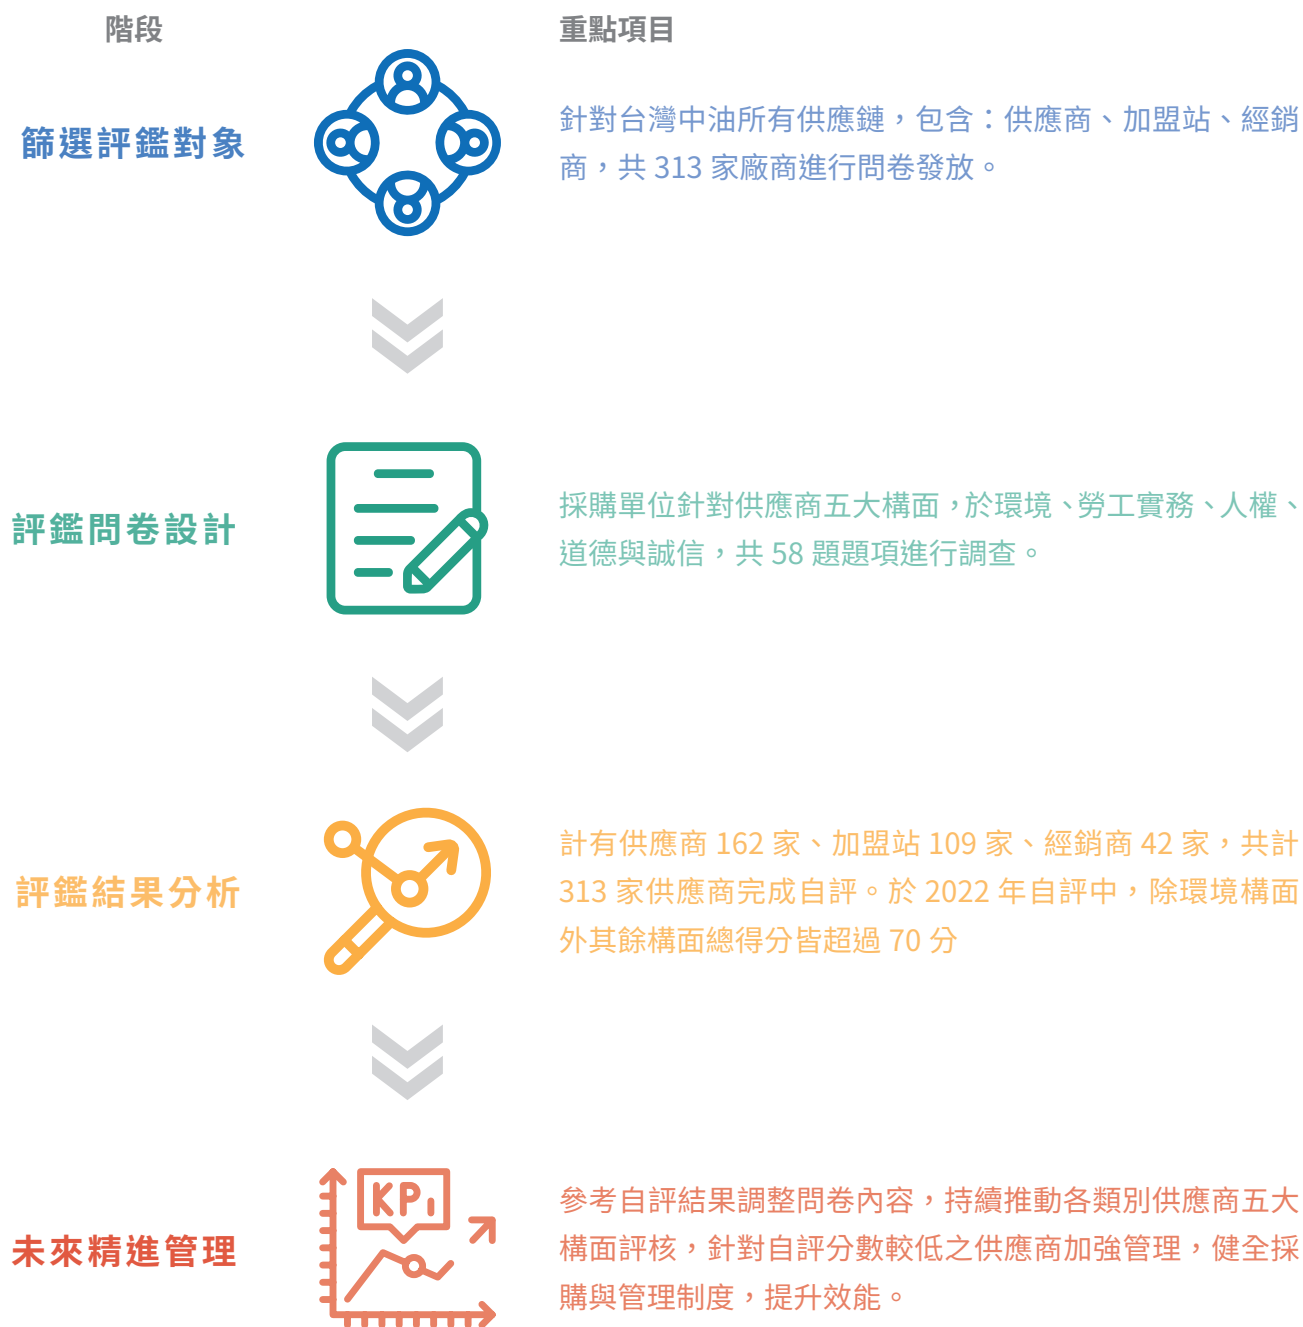 階段
重點項目
篩選評鑑對象
針對台灣中油所有供應鏈，包含：供應商、加盟站、經銷
商，共 313 家廠商進行問卷發放。
評鑑問卷設計
採購單位針對供應商五大構面，於環境、勞工實務、人權、
道德與誠信，共 58 題題項進行調查。
評鑑結果分析
計有供應商 162 家、加盟站 109 家、經銷商 42 家，共計
313 家供應商完成自評。於 2022 年自評中，除環境構面
外其餘構面總得分皆超過 70 分
KPI
未來精進管理
參考自評結果調整問卷內容，持續推動各類別供應商五大
構面評核，針對自評分數較低之供應商加強管理，健全採
購與管理制度，提升效能。